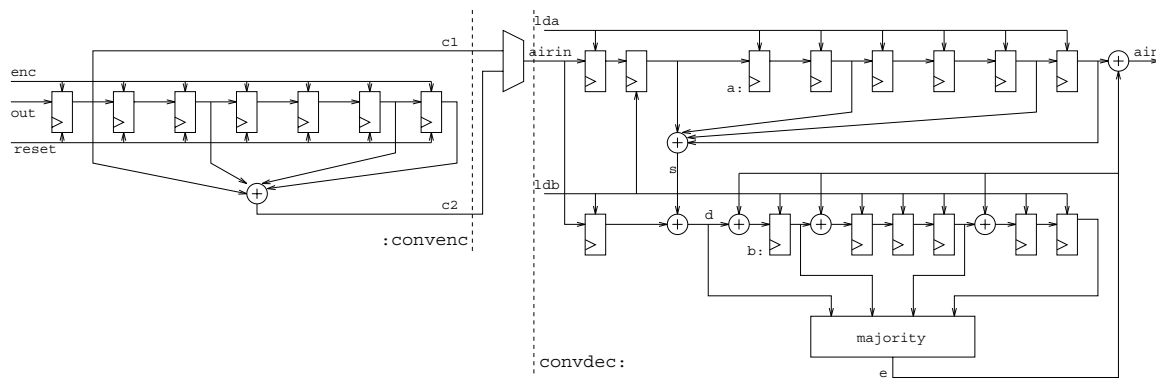 lda
c1
airin
air
enc
a:
out
+
reset
+
s
ldb
+
c2
d
+
+
+
+
:convenc
b:
majority
convdec:
e